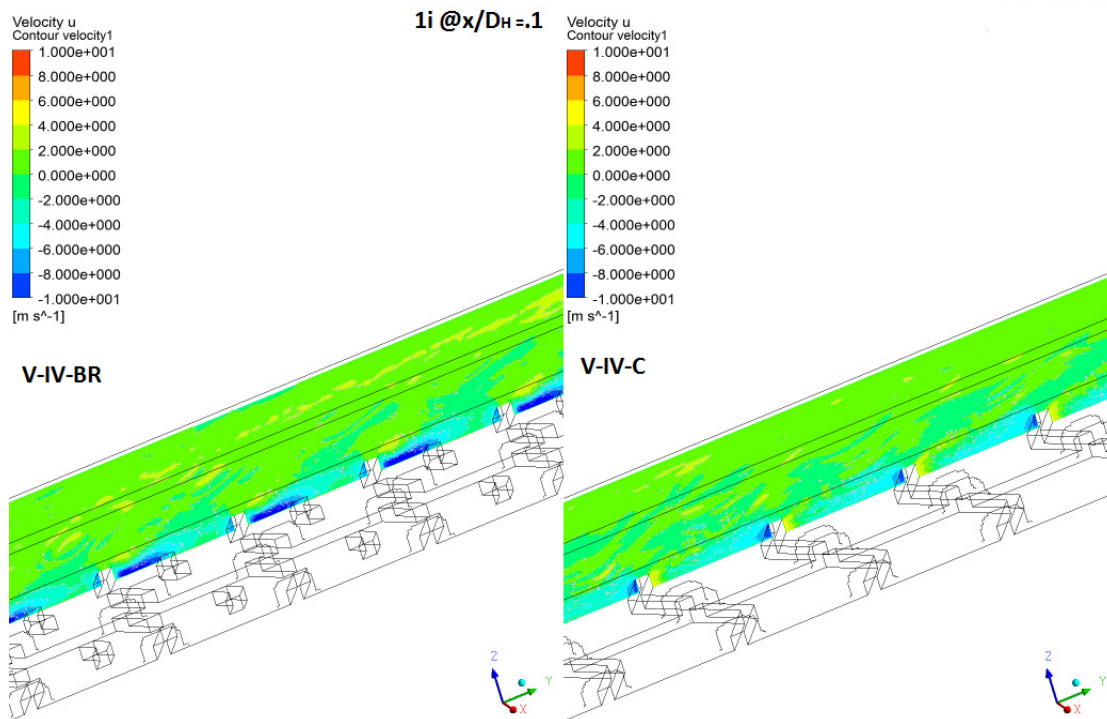 1i @x/DH =.1
Velocity u
Contour velocity1
1.000e+001
8.000e+000
6.000e+000
4.000e+000
2.000e+000
0.000e+000
-2.000e+000
-4.000e+000
-6.000e+000
-8.000e+000
-1.000e+001
[m s^-1]
V-IV-BR
Z
Y
X
Velocity u
Contour velocity1
1.000e+001
8.000e+000
6.000e+000
4.000e+000
2.000e+000
0.000e+000
-2.000e+000
-4.000e+000
-6.000e+000
-8.000e+000
-1.000e+001
[m s^-1]
V-IV-C
Z
Y
X